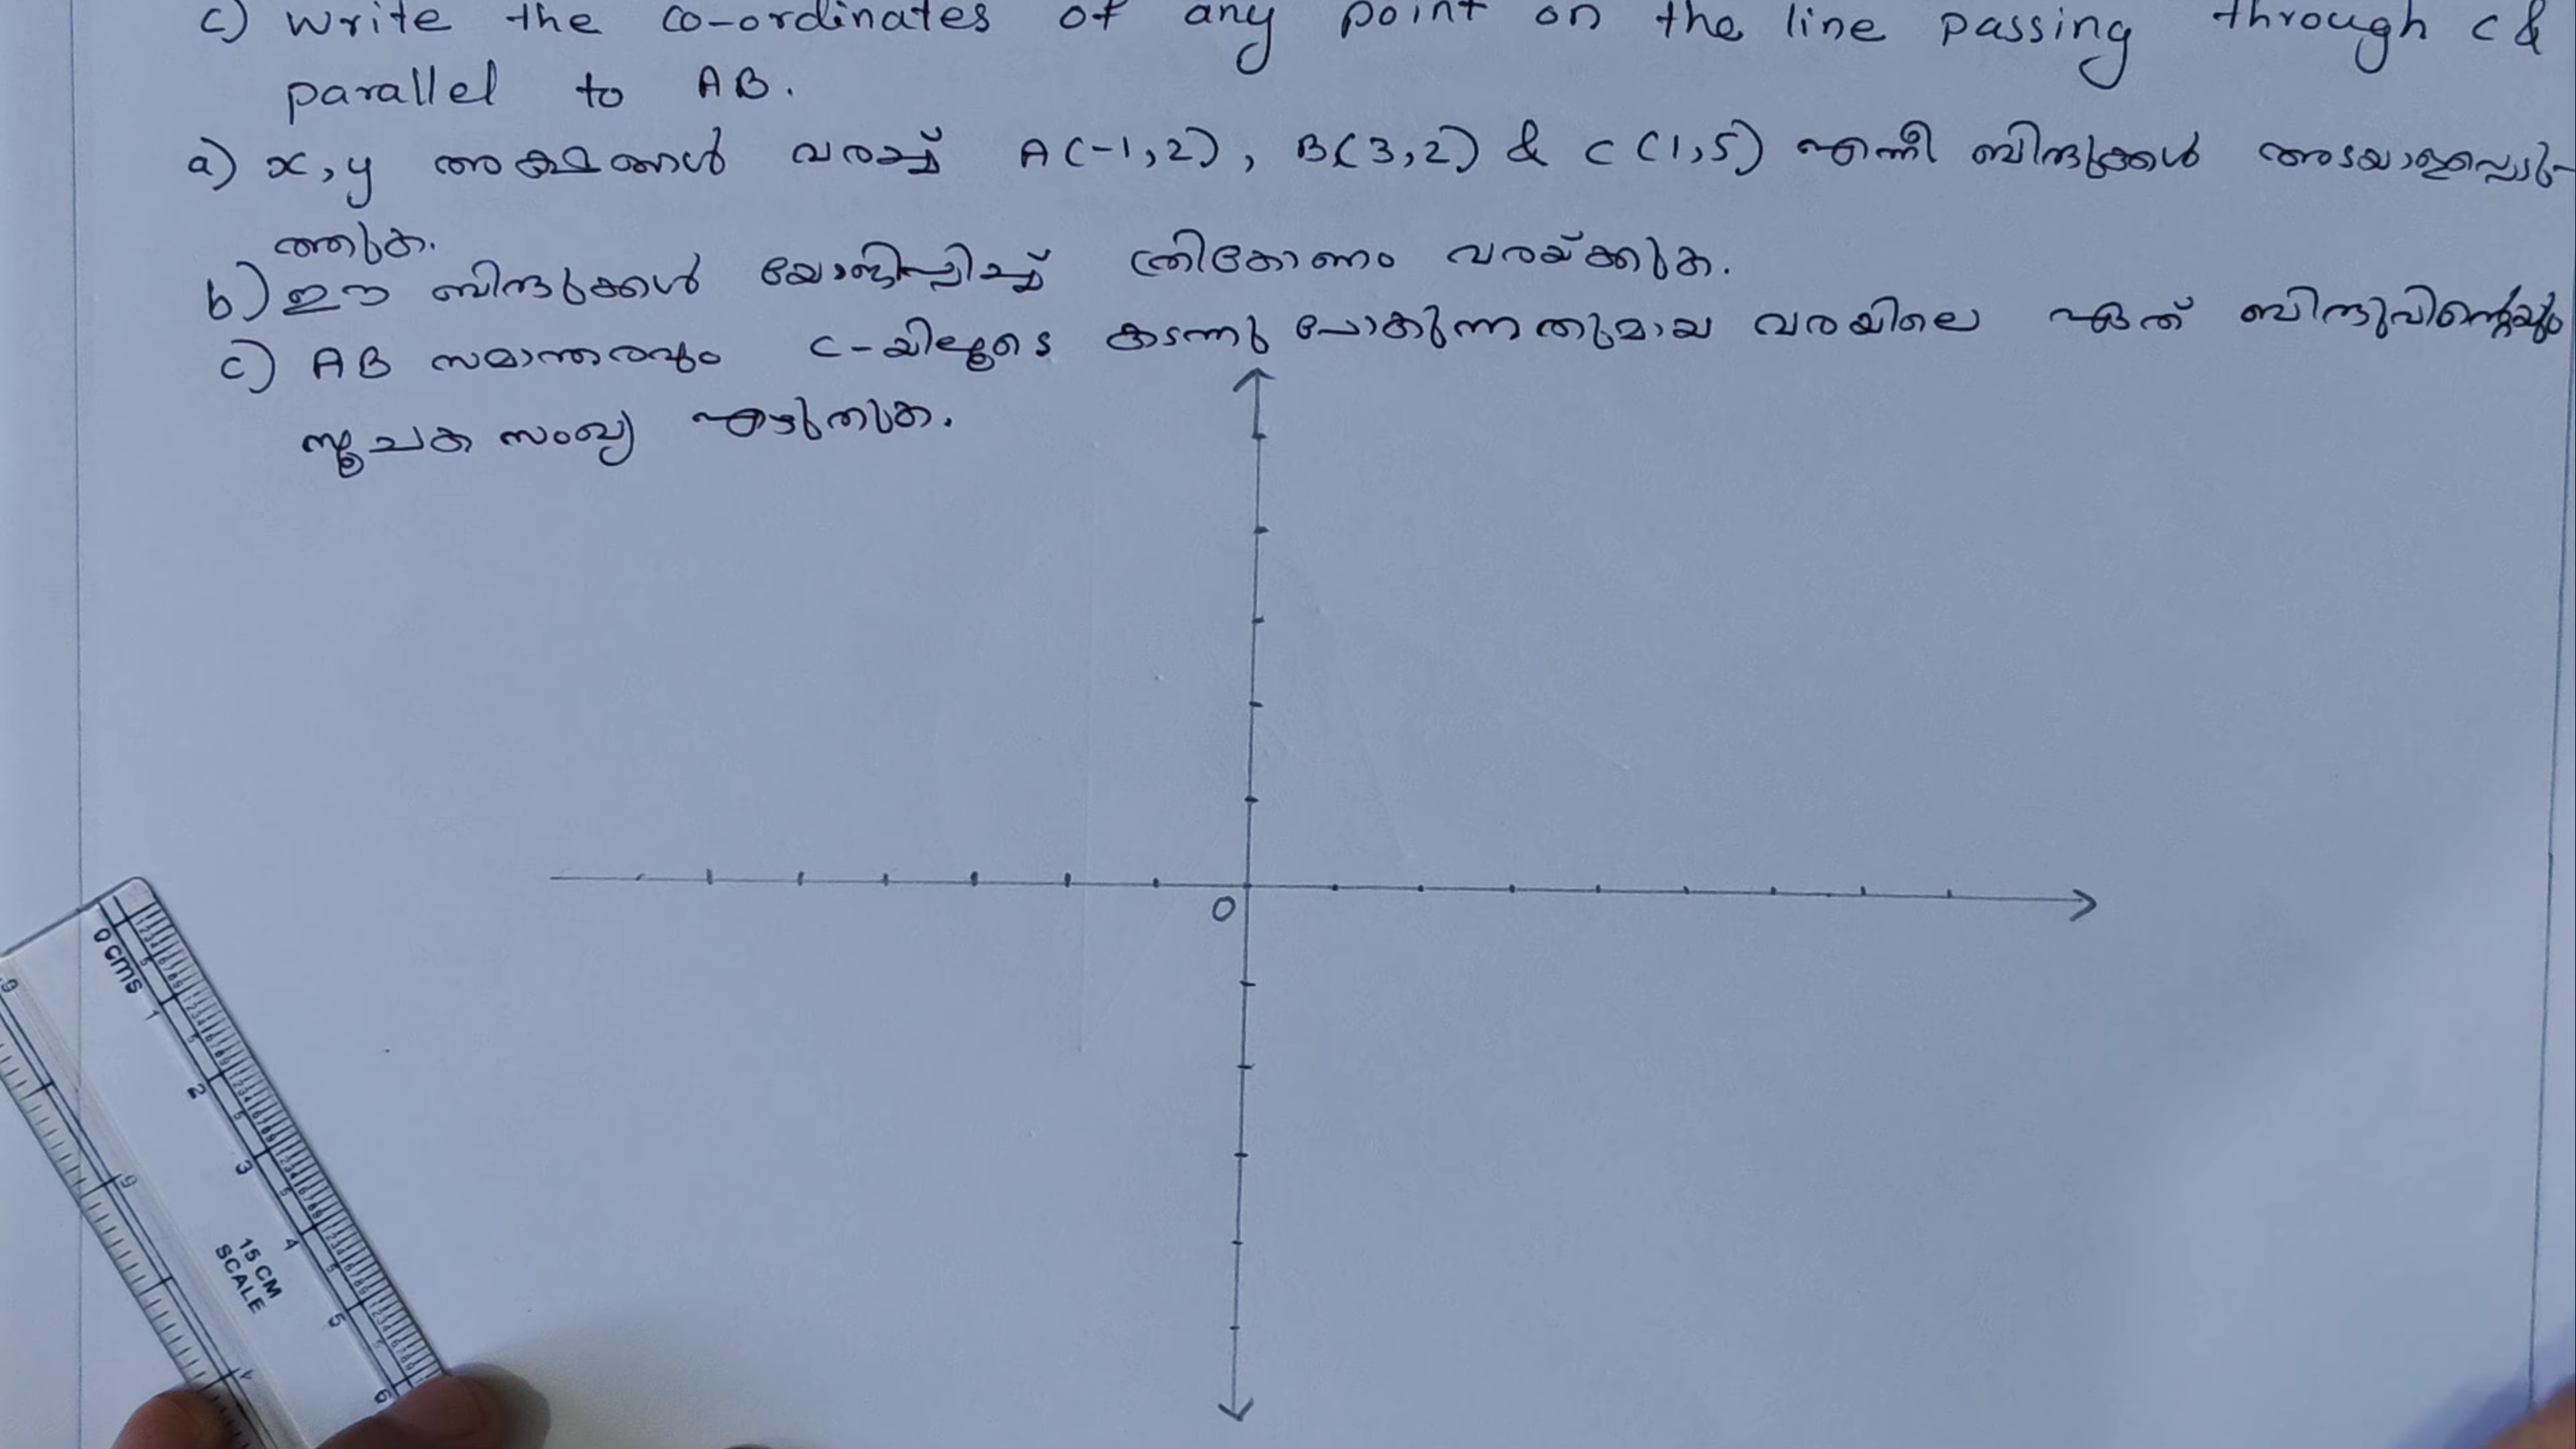 c) Write the co-ordinates of any point on the line passing through C &
parallel to AB.
a) x, y അക്ഷങ്ങൾ വരച്ച് A(-1,2), B(3,2) & C(1,5) എന്നീ ബിന്ദുക്കൾ അടയാളപ്പെടു-
ത്തുക.
b) ഈ ബിന്ദുക്കൾ യോജിപ്പിച്ച് ത്രികോണം വരയ്ക്കുക.
c) AB സമാന്തരവും C-യിലൂടെ കടന്നു പോകുന്നതുമായ വരയിലെ ഏത് ബിന്ദുവിന്റെയും
സൂചക സംഖ്യ എഴുതുക.
O
0 cms 1 2 3 4 5 6
15 CM
SCALE